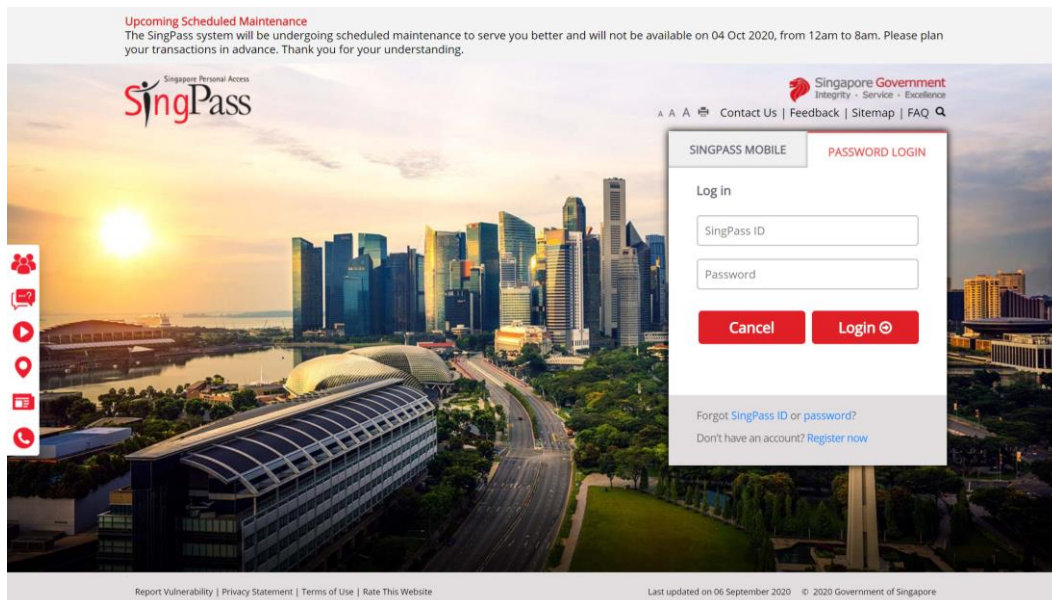 Upcoming Scheduled Maintenance
The SingPass system will be undergoing scheduled maintenance to serve you better and will not be available on 04 Oct 2020, from 12am to 8am. Please plan
your transactions in advance. Thank you for your understanding.
Singapore Personal Access
SingPass
Singapore Government
Integrity · Service · Excellence
A A A Contact Us | Feedback | Sitemap | FAQ
SINGPASS MOBILE
PASSWORD LOGIN
Log in
SingPass ID
Password
Cancel
Login
Forgot SingPass ID or password?
Don't have an account? Register now
Report Vulnerability | Privacy Statement | Terms of Use | Rate This Website
Last updated on 06 September 2020 © 2020 Government of Singapore